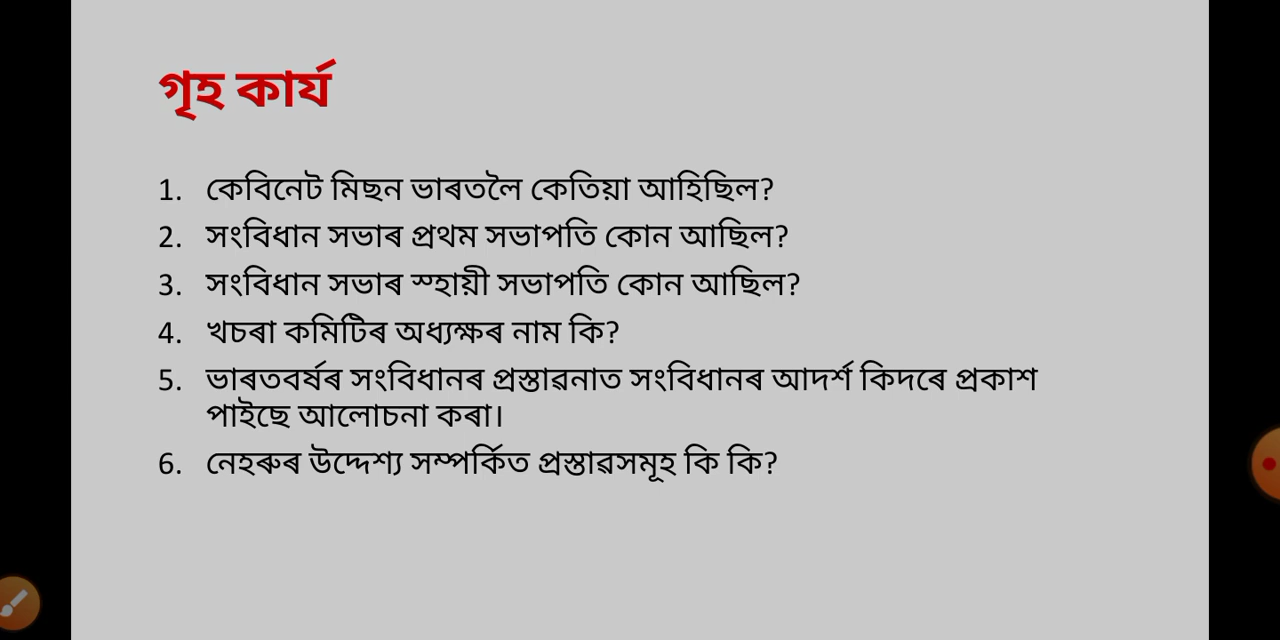 গৃহ কাৰ্য
1. কেবিনেট মিছন ভাৰতলৈ কেতিয়া আহিছিল?
2. সংবিধান সভাৰ প্ৰথম সভাপতি কোন আছিল?
3. সংবিধান সভাৰ স্হায়ী সভাপতি কোন আছিল?
4. খচৰা কমিটিৰ অধ্যক্ষৰ নাম কি?
5. ভাৰতবৰ্ষৰ সংবিধানৰ প্ৰস্তাৱনাত সংবিধানৰ আদৰ্শ কিদৰে প্ৰকাশ
পাইছে আলোচনা কৰা।
6. নেহৰুৰ উদ্দেশ্য সম্পৰ্কিত প্ৰস্তাৱসমূহ কি কি?